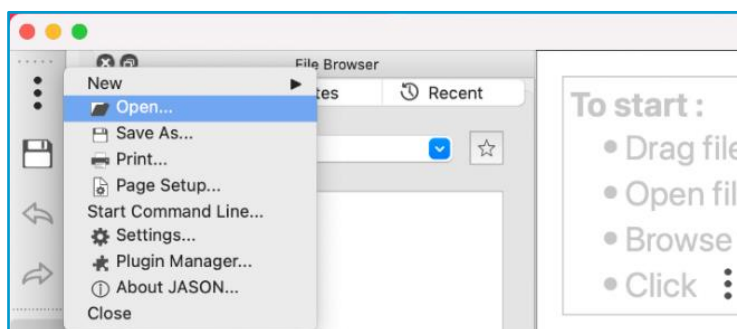 File Browser
New
Open...
Save As...
Print...
Page Setup...
Start Command Line...
Settings...
Plugin Manager...
About JASON...
Close
Recent
To start :
• Drag file
• Open fil
• Browse
• Click